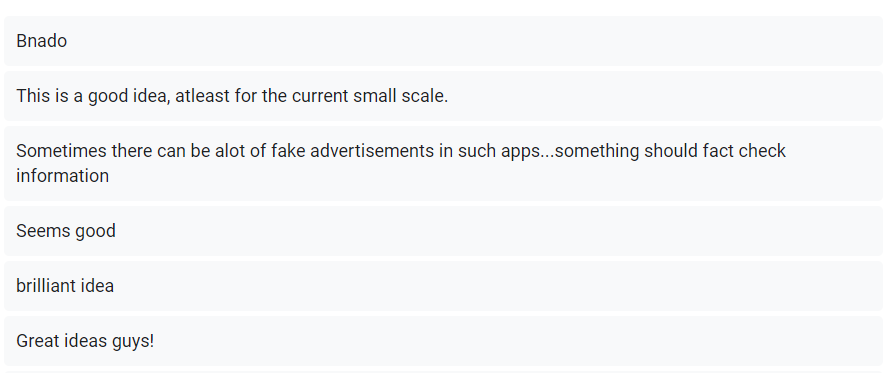 Bnado
This is a good idea, atleast for the current small scale.
Sometimes there can be alot of fake advertisements in such apps...something should fact check
information
Seems good
brilliant idea
Great ideas guys!